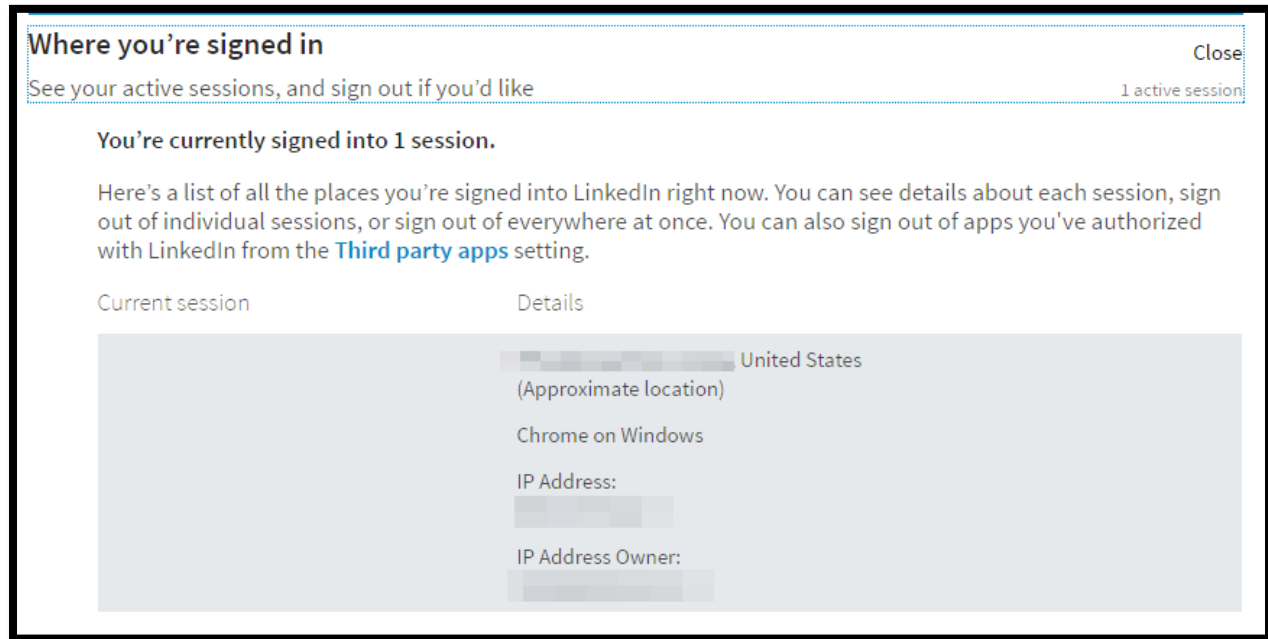 Where you’re signed in
Close
See your active sessions, and sign out if you’d like
1 active session
You’re currently signed into 1 session.
Here’s a list of all the places you’re signed into LinkedIn right now. You can see details about each session, sign
out of individual sessions, or sign out of everywhere at once. You can also sign out of apps you've authorized
with LinkedIn from the Third party apps setting.
Current session
Details
United States
(Approximate location)
Chrome on Windows
IP Address:
IP Address Owner: